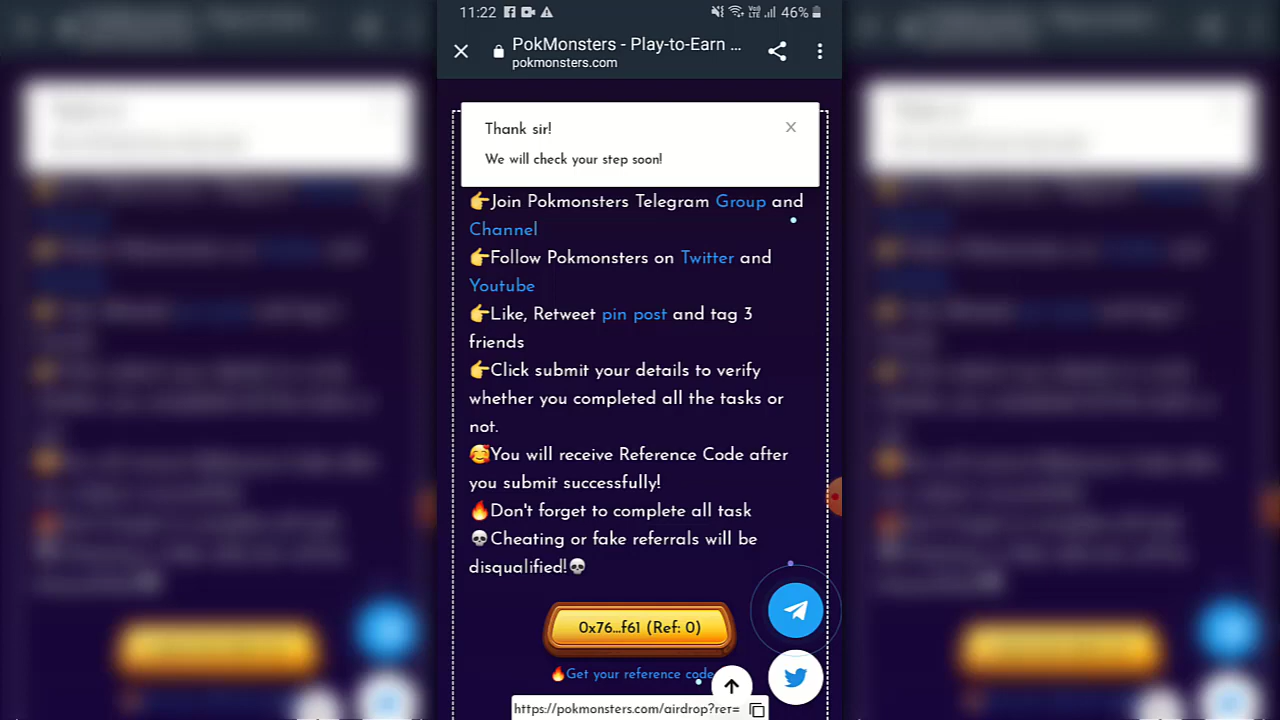 11:22
46%
PokMonsters - Play-to-Earn ...
pokmonsters.com
Thank sir!
We will check your step soon!
👉Join Pokmonsters Telegram Group and
Channel
👉Follow Pokmonsters on Twitter and
Youtube
👉Like, Retweet pin post and tag 3
friends
👉Click submit your details to verify
whether you completed all the tasks or
not.
🥰You will receive Reference Code after
you submit successfully!
🔥Don't forget to complete all task
💀Cheating or fake referrals will be
disqualified!💀
0x76...f61 (Ref: 0)
🔥Get your reference code
https://pokmonsters.com/airdrop?ref=